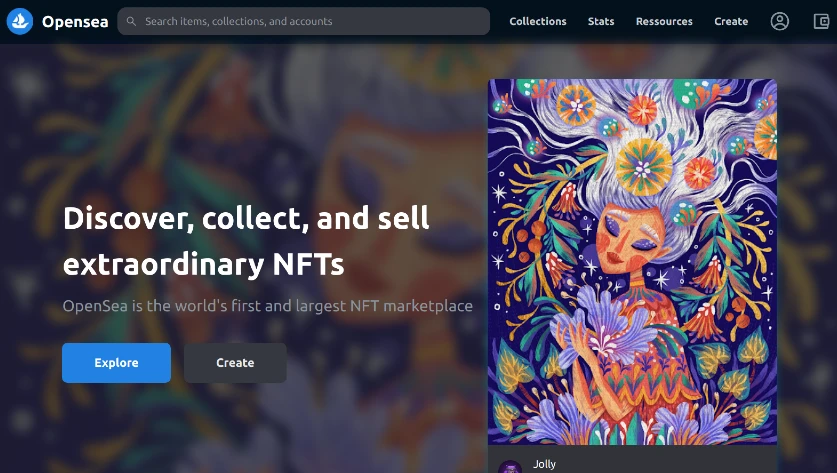 Opensea
Search items, collections, and accounts
Collections
Stats
Ressources
Create
Discover, collect, and sell
extraordinary NFTs
OpenSea is the world's first and largest NFT marketplace
Explore
Create
Jolly